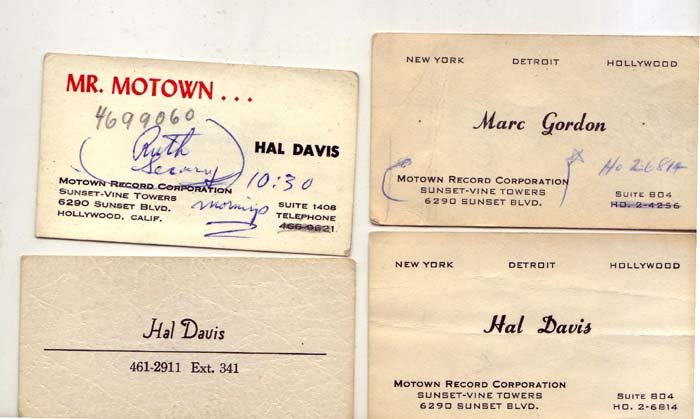 MR. MOTOWN . . .
4699060
Ruth
HAL DAVIS
MOTOWN RECORD CORPORATION
10:30
SUNSET-VINE TOWERS
mornings
6290 SUNSET BLVD.
SUITE 1408
HOLLYWOOD, CALIF.
TELEPHONE
466-0621
NEW YORK DETROIT HOLLYWOOD
Marc Gordon
Ho 2 6814
MOTOWN RECORD CORPORATION
SUNSET-VINE TOWERS
SUITE 804
6290 SUNSET BLVD.
HO. 2-4256
Hal Davis
461-2911 Ext. 341
NEW YORK DETROIT HOLLYWOOD
Hal Davis
MOTOWN RECORD CORPORATION
SUNSET-VINE TOWERS
SUITE 804
6290 SUNSET BLVD.
HO. 2-6814